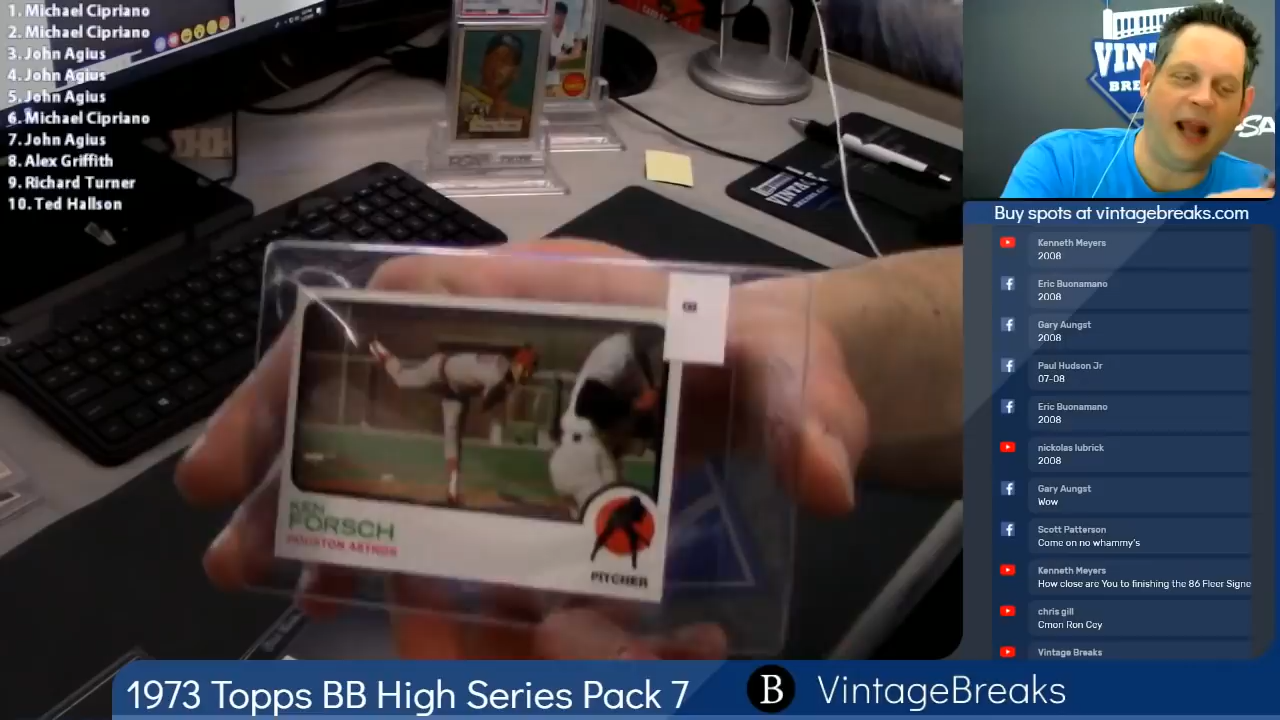 1. Michael Cipriano
2. Michael Cipriano
3. John Agius
4. John Agius
5. John Agius
6. Michael Cipriano
7. John Agius
8. Alex Griffith
9. Richard Turner
10. Ted Hallson
KEN
FORSCH
HOUSTON ASTROS
PITCHER
Buy spots at vintagebreaks.com
Kenneth Meyers
2008
Eric Buonamano
2008
Gary Aungst
2008
Paul Hudson Jr
07-08
Eric Buonamano
2008
nickolas lubrick
2008
Gary Aungst
Wow
Scott Patterson
Come on no whammy's
Kenneth Meyers
How close are You to finishing the 86 Fleer Signe
chris gill
Cmon Ron Cey
Vintage Breaks
1973 Topps BB High Series Pack 7
B VintageBreaks